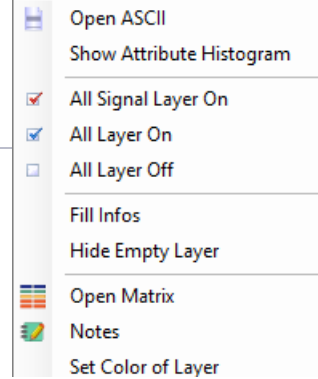 Open ASCII
Show Attribute Histogram
All Signal Layer On
All Layer On
All Layer Off
Fill Infos
Hide Empty Layer
Open Matrix
Notes
Set Color of Layer